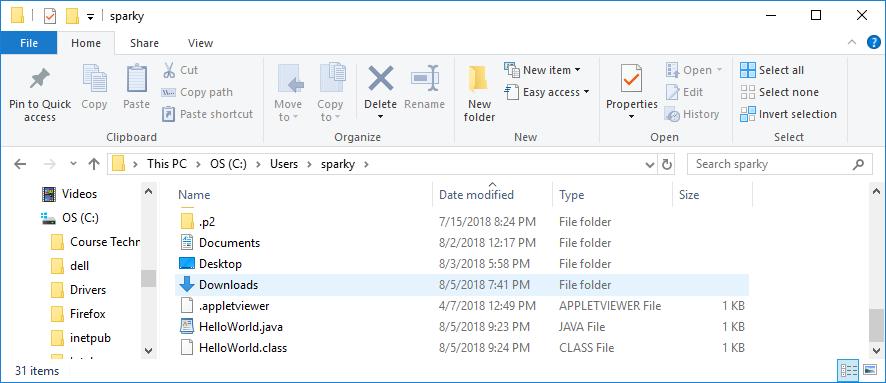 sparky
File Home Share View
Pin to Quick access
Copy
Paste
Cut
Copy path
Paste shortcut
Clipboard
Move to
Copy to
Delete
Rename
Organize
New folder
New item
Easy access
New
Properties
Open
Edit
History
Open
Select all
Select none
Invert selection
Select
This PC > OS (C:) > Users > sparky >
Search sparky
Videos
OS (C:)
Course Techn
dell
Drivers
Firefox
inetpub
Name Date modified Type Size
.p2 7/15/2018 8:24 PM File folder
Documents 8/2/2018 12:17 PM File folder
Desktop 8/3/2018 5:58 PM File folder
Downloads 8/5/2018 7:41 PM File folder
.appletviewer 4/7/2018 12:49 PM APPLETVIEWER File 1 KB
HelloWorld.java 8/5/2018 9:23 PM JAVA File 1 KB
HelloWorld.class 8/5/2018 9:24 PM CLASS File 1 KB
31 items